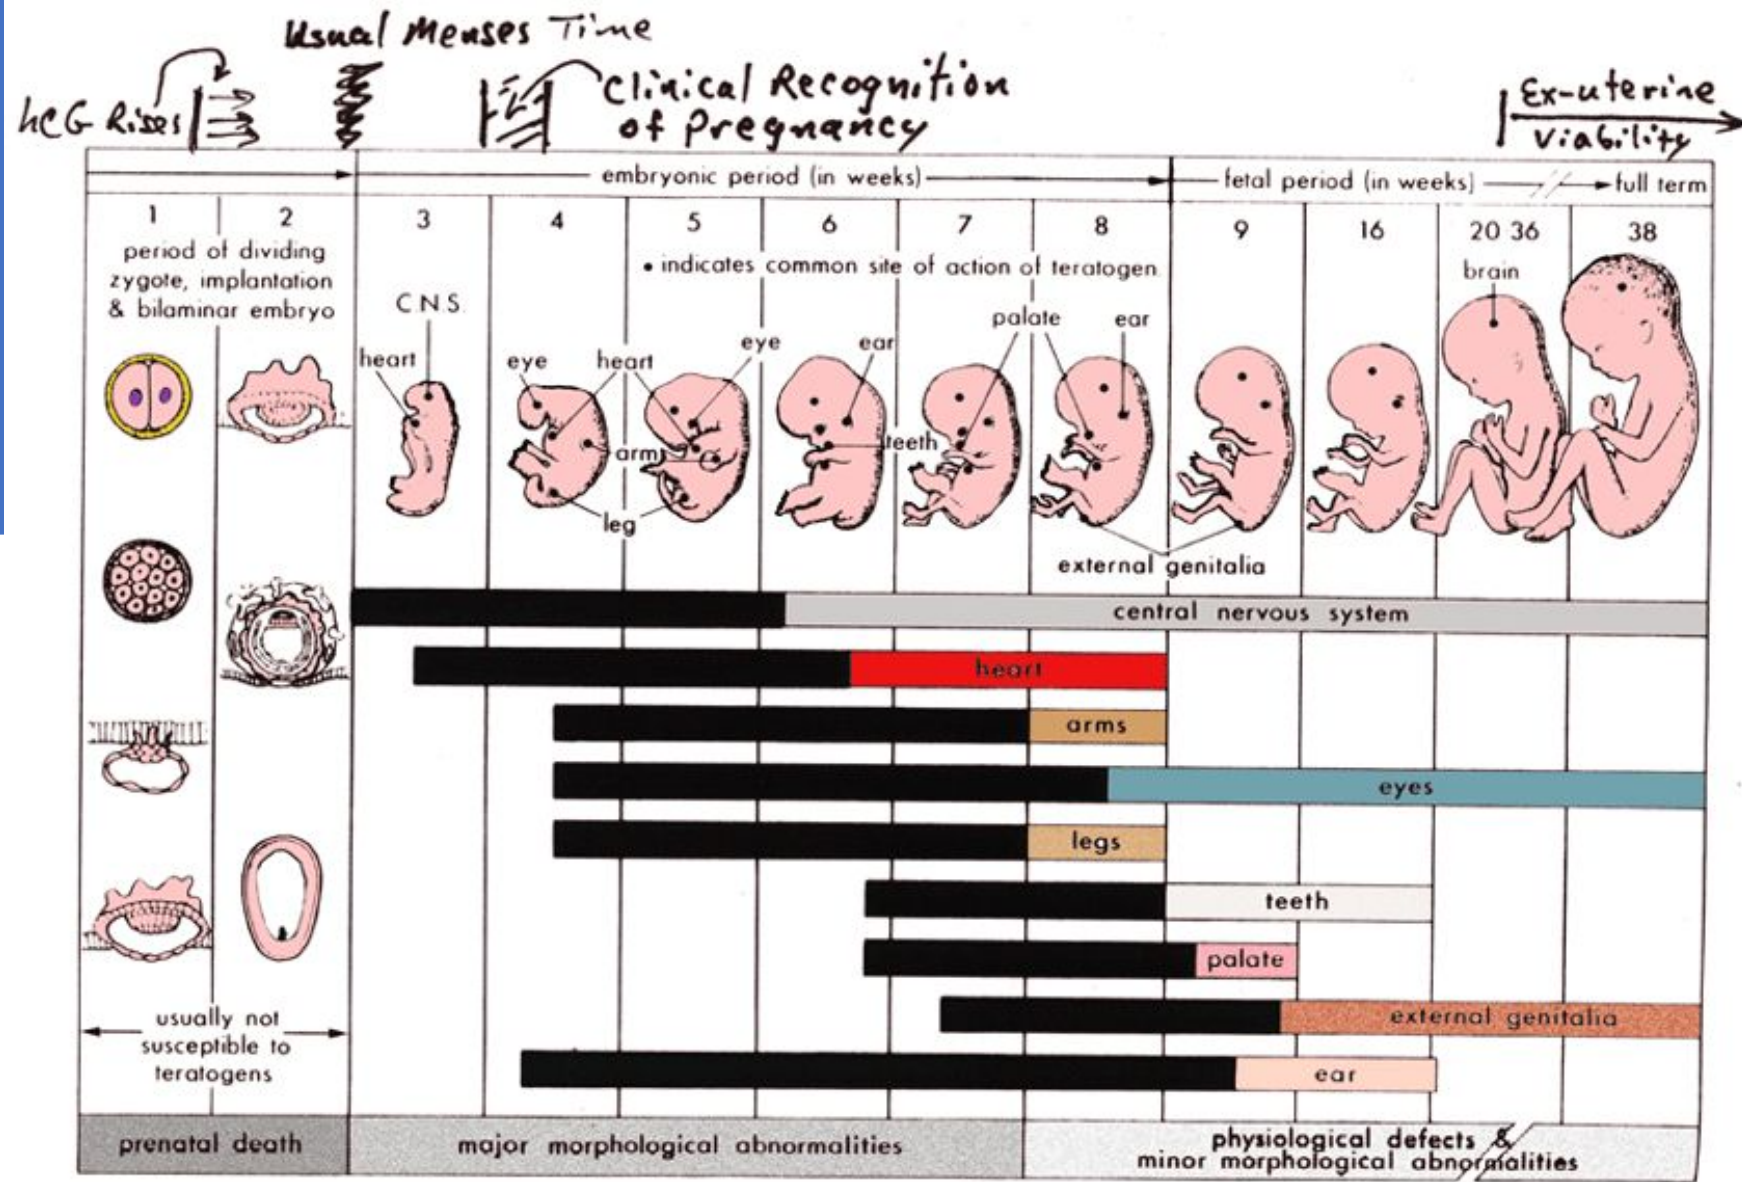 Usual Menses Time
hCG Rises
Clinical Recognition
of Pregnancy
Ex-uterine
Viability
embryonic period (in weeks)
fetal period (in weeks)
full term
1
2
3
4
5
6
7
8
9
16
20 36
38
period of dividing
zygote, implantation
& bilaminar embryo
• indicates common site of action of teratogen
C.N.S.
heart
eye
heart
eye
ear
palate
ear
brain
arm
teeth
leg
external genitalia
central nervous system
heart
arms
eyes
legs
teeth
palate
external genitalia
ear
usually not
susceptible to
teratogens
prenatal death
major morphological abnormalities
physiological defects &
minor morphological abnormalities